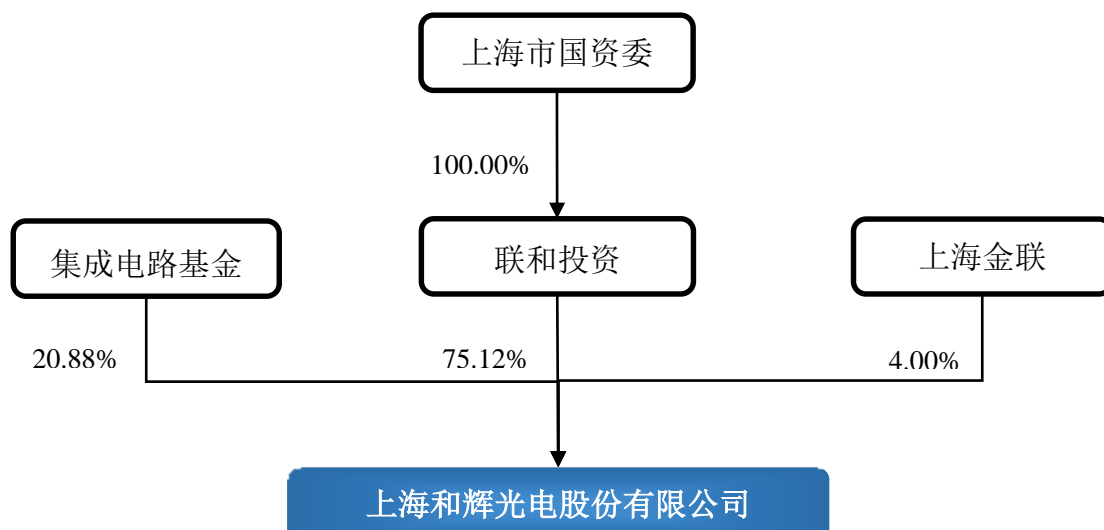 上海市国资委
100.00%
集成电路基金
联和投资
上海金联
20.88%
75.12%
4.00%
上海和辉光电股份有限公司